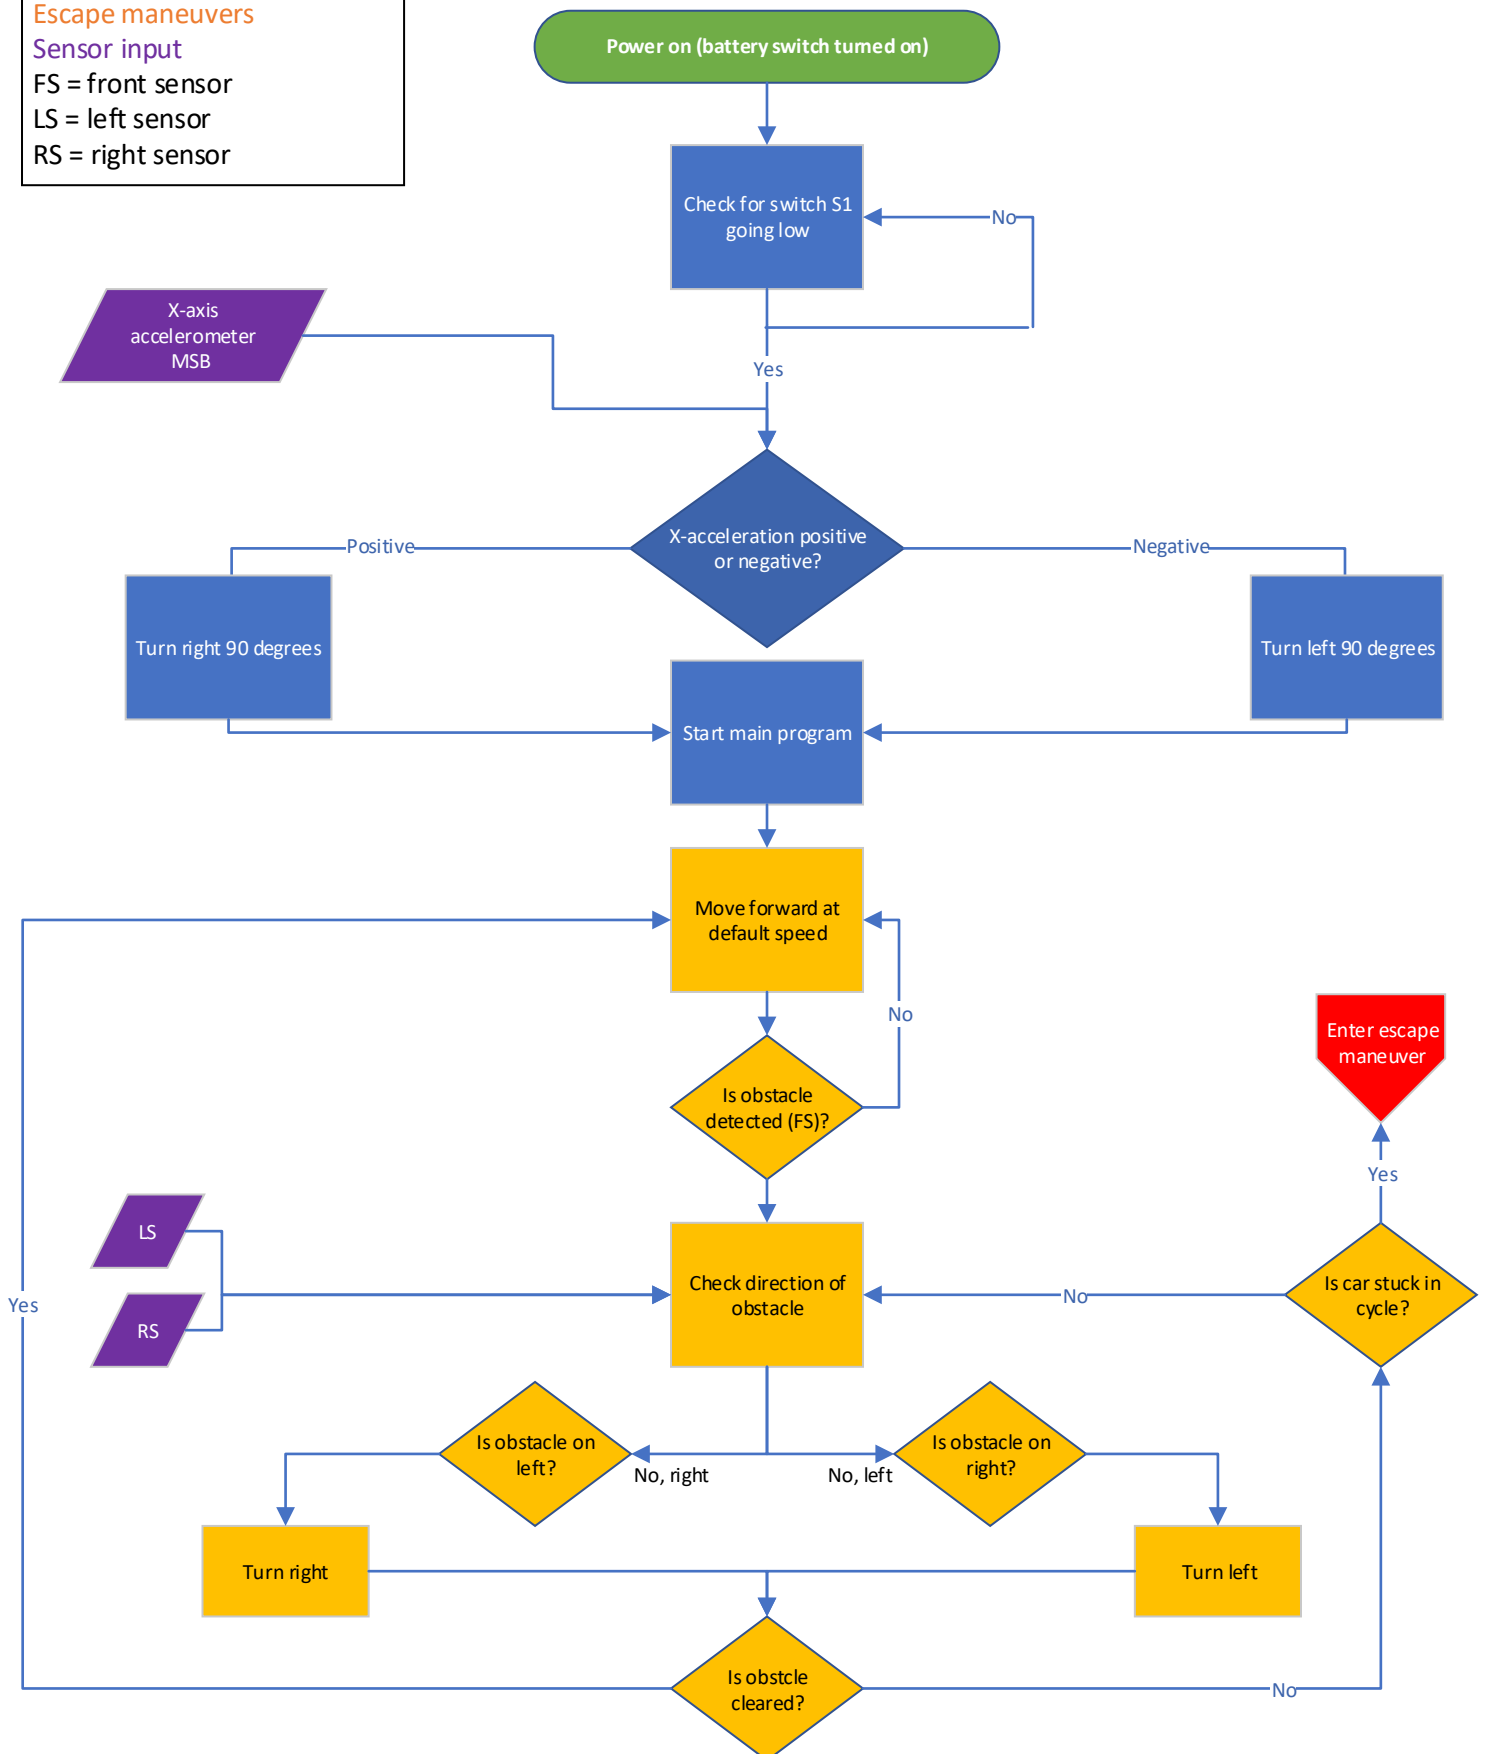 Escape maneuvers
Sensor input
FS = front sensor
LS = left sensor
RS = right sensor
Power on (battery switch turned on)
Check for switch S1
going low
No
X-axis
accelerometer
MSB
Yes
X-acceleration positive
or negative?
Positive
Negative
Turn right 90 degrees
Turn left 90 degrees
Start main program
Move forward at
default speed
No
Enter escape
maneuver
Is obstacle
detected (FS)?
Yes
LS
Check direction of
obstacle
Is car stuck in
cycle?
No
Yes
RS
Is obstacle on
left?
Is obstacle on
right?
No, right
No, left
Turn right
Turn left
Is obstcle
cleared?
No